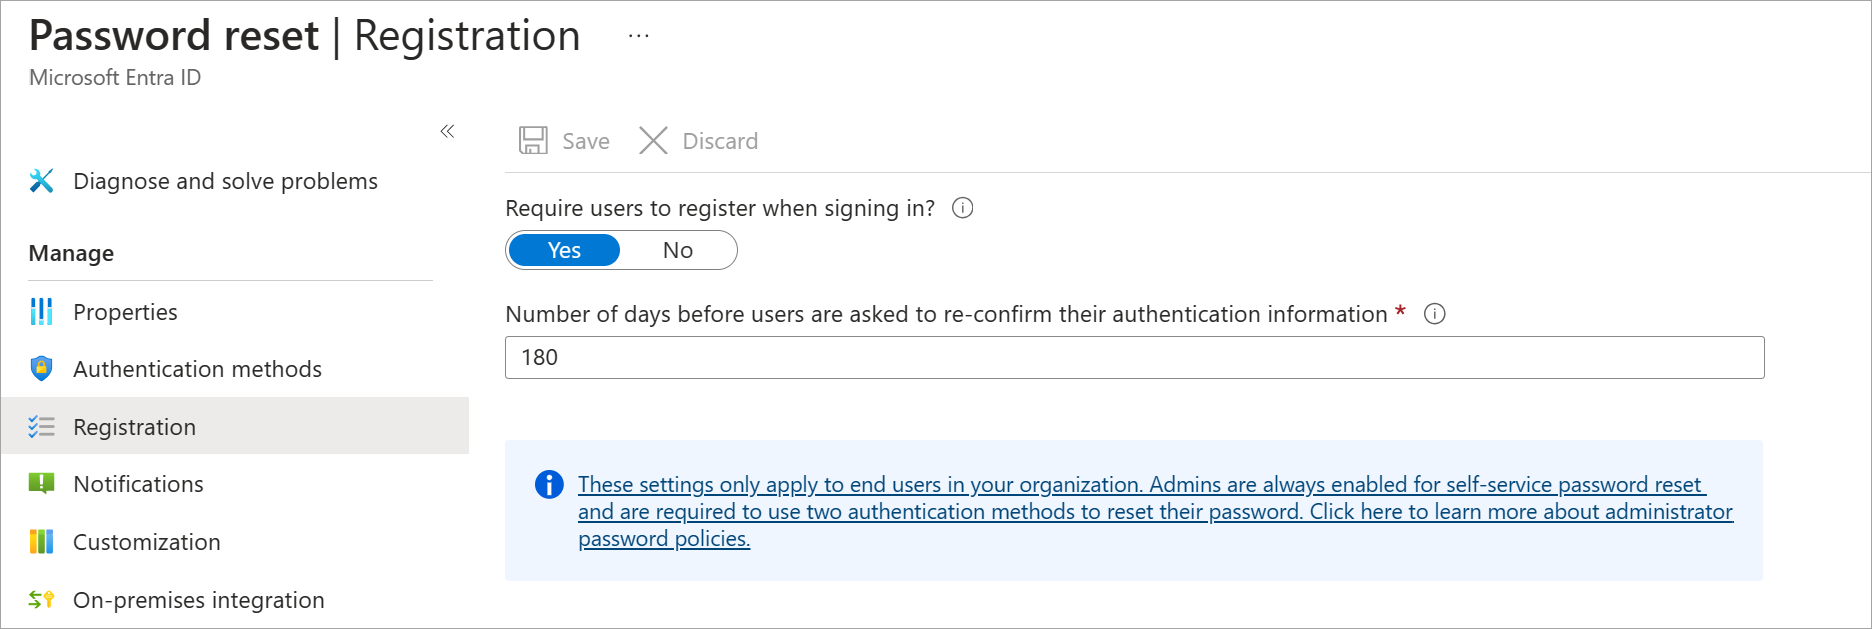 Password reset | Registration ...
Microsoft Entra ID
«
Diagnose and solve problems
Manage
Properties
Authentication methods
Registration
Notifications
Customization
On-premises integration
Save Discard
Require users to register when signing in?
Yes No
Number of days before users are asked to re-confirm their authentication information *
180
These settings only apply to end users in your organization. Admins are always enabled for self-service password reset
and are required to use two authentication methods to reset their password. Click here to learn more about administrator
password policies.